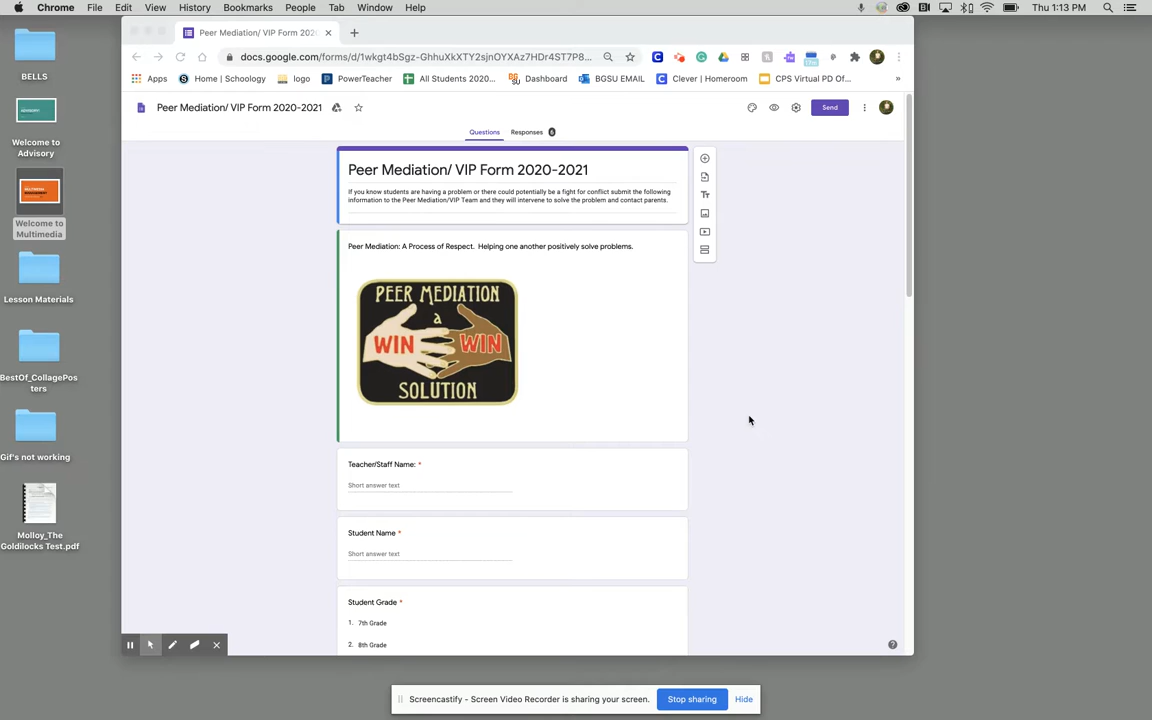 Chrome File Edit View History Bookmarks People Tab Window Help Thu 1:13 PM
Peer Mediation/ VIP Form 202
docs.google.com/forms/d/1wkgt4bSgz-GhhuXkXTY2sjnOYXAz7HDr4ST7P8...
Apps Home | Schoology logo PowerTeacher All Students 2020... Dashboard BGSU EMAIL Clever | Homeroom CPS Virtual PD Of... »
Peer Mediation/ VIP Form 2020-2021 Send
Questions Responses 6
Peer Mediation/ VIP Form 2020-2021
If you know students are having a problem or there could potentially be a fight for conflict submit the following
information to the Peer Mediation/VIP Team and they will intervene to solve the problem and contact parents.
Peer Mediation: A Process of Respect. Helping one another positively solve problems.
PEER MEDIATION
a
WIN WIN
SOLUTION
Teacher/Staff Name: *
Short answer text
Student Name *
Short answer text
Student Grade *
1. 7th Grade
2. 8th Grade
BELLS
Welcome to
Advisory
Welcome to
Multimedia
Lesson Materials
BestOf_CollagePos
ters
Gif's not working
Molloy_The
Goldilocks Test.pdf
Screencastify - Screen Video Recorder is sharing your screen. Stop sharing Hide